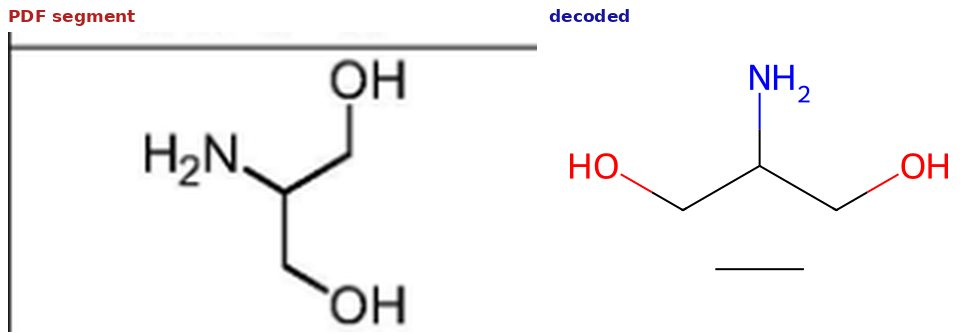 PDF segment
decoded
OH
H₂N
OH
NH₂
HO
OH